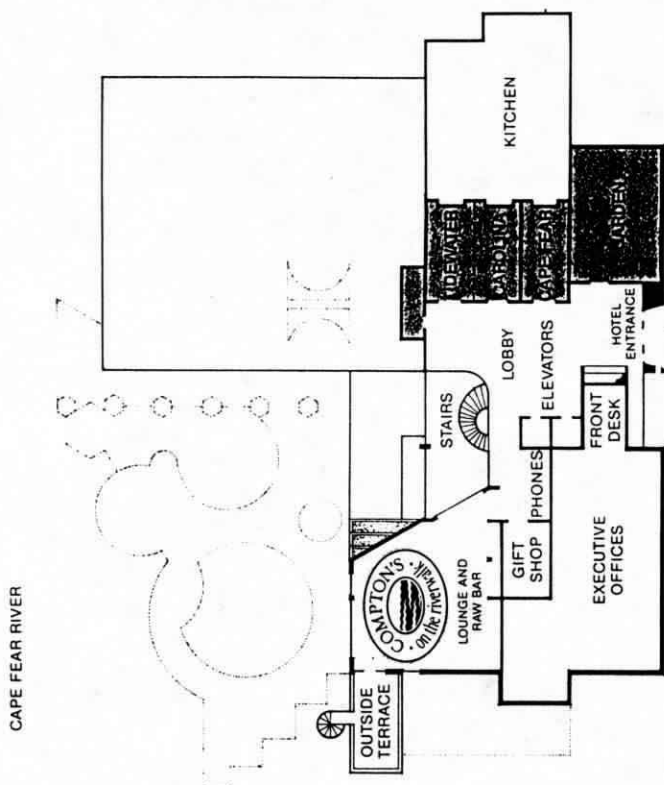 CAPE FEAR RIVER
OUTSIDE
TERRACE
COMPTON'S
• on the riverwalk •
LOUNGE AND
RAW BAR
STAIRS
LOBBY
ELEVATORS
PHONES
GIFT
SHOP
EXECUTIVE
OFFICES
FRONT
DESK
HOTEL
ENTRANCE
TIDEWATER
CAROLINA
CAPE FEAR
GARDEN
KITCHEN